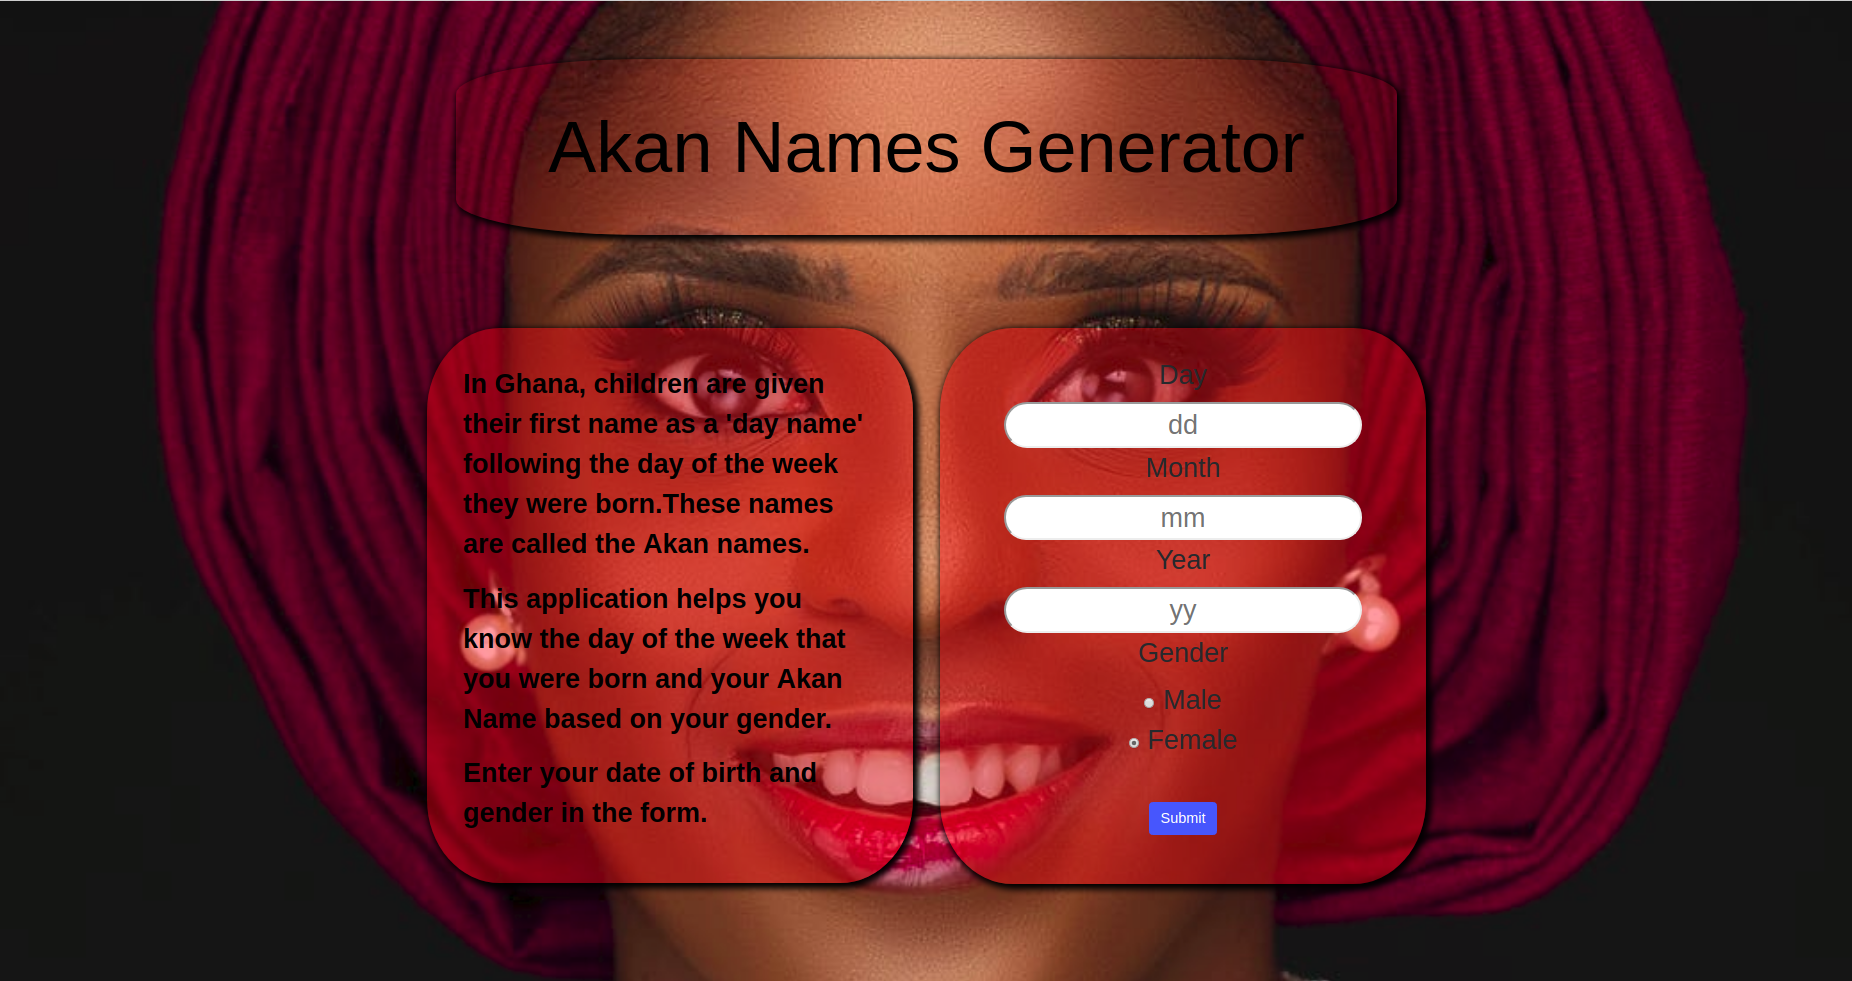 Akan Names Generator
In Ghana, children are given
their first name as a 'day name'
following the day of the week
they were born.These names
are called the Akan names.
This application helps you
know the day of the week that
you were born and your Akan
Name based on your gender.
Enter your date of birth and
gender in the form.
Day
dd
Month
mm
Year
yy
Gender
Male
Female
Submit